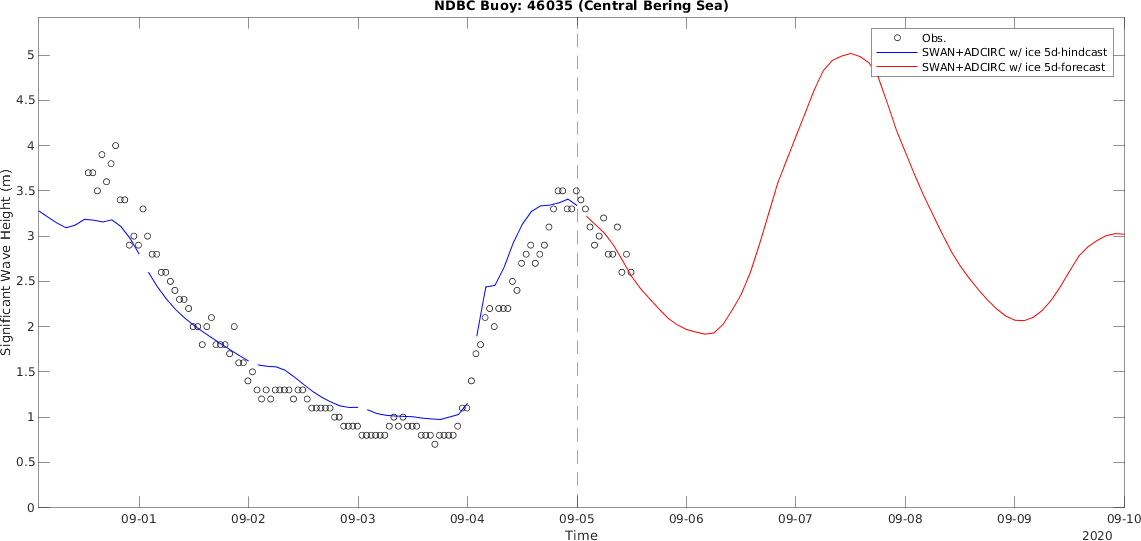 NDBC Buoy: 46035 (Central Bering Sea)
Obs.
SWAN+ADCIRC w/ ice 5d-hindcast
SWAN+ADCIRC w/ ice 5d-forecast
Significant Wave Height (m)
5
4.5
4
3.5
3
2.5
2
1.5
1
0.5
0
09-01 09-02 09-03 09-04 09-05 09-06 09-07 09-08 09-09 09-10
Time
2020